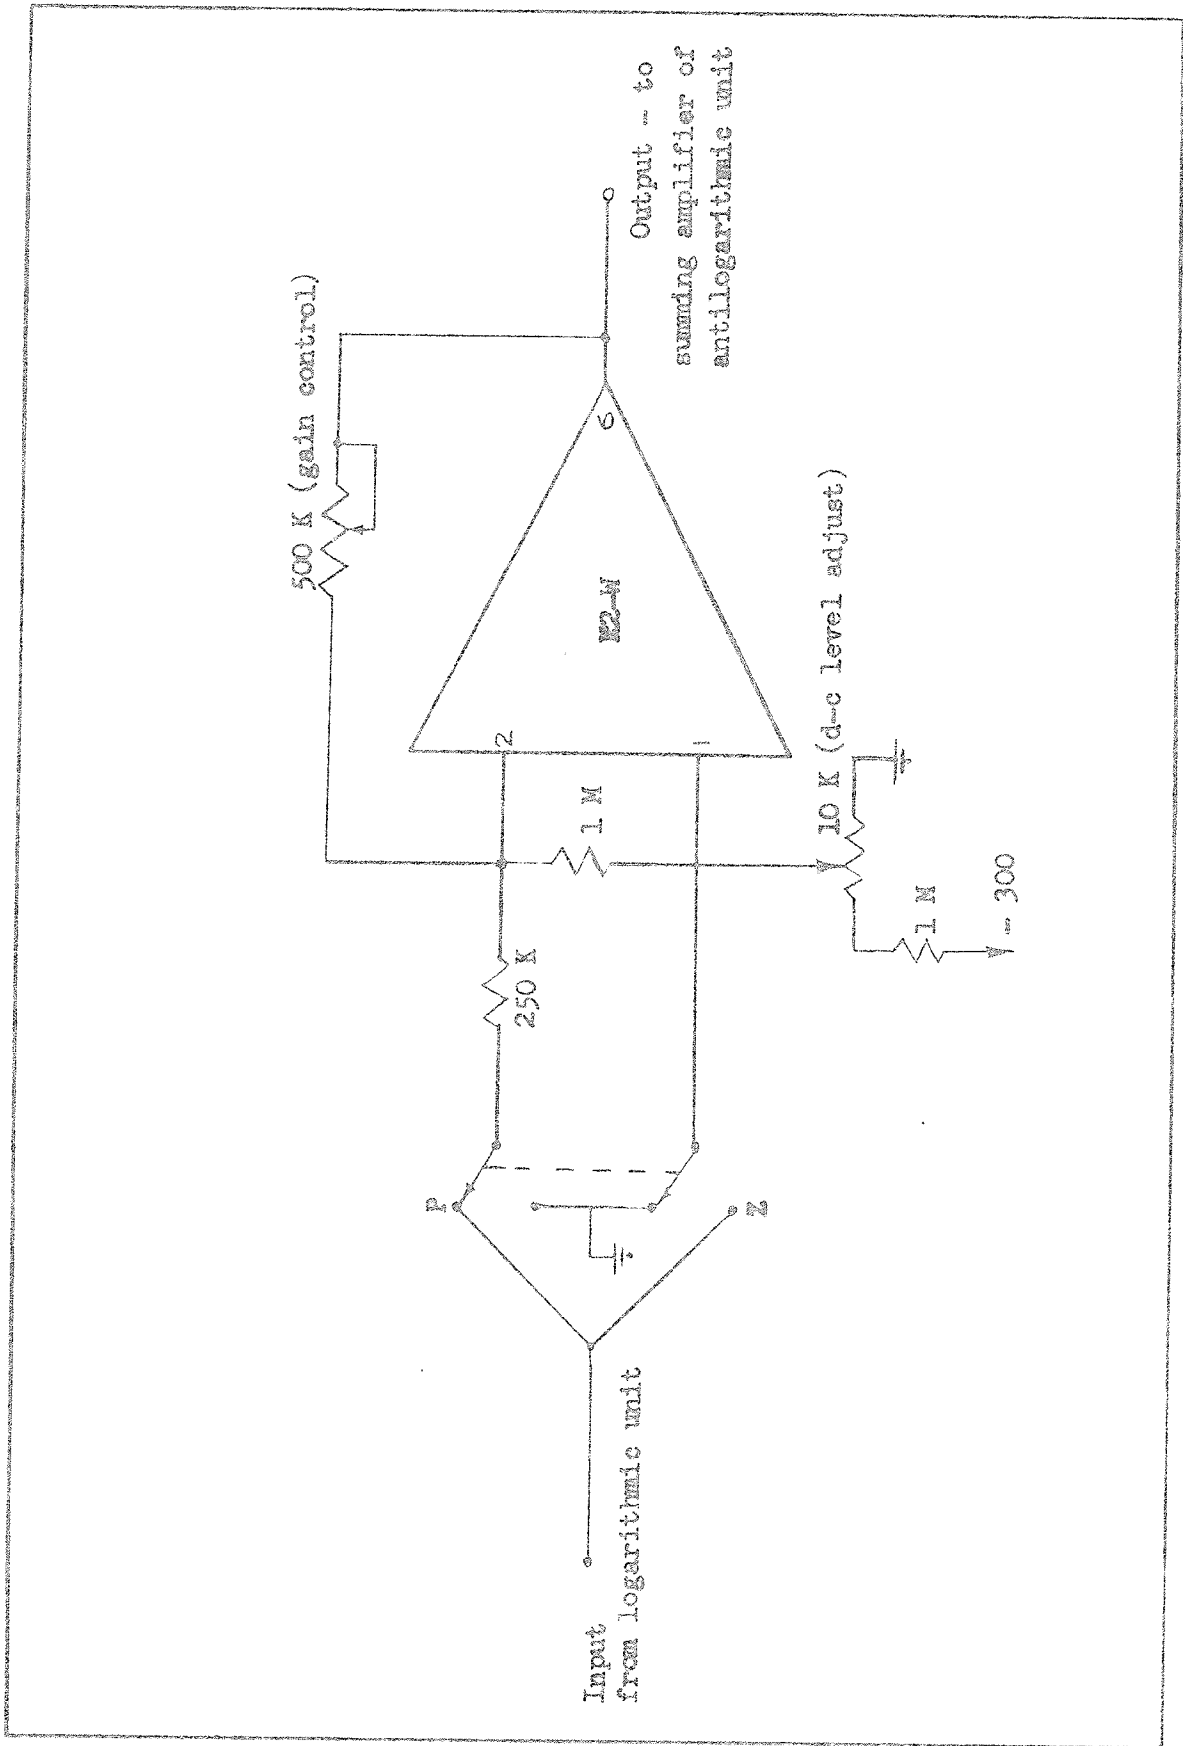 500 K (gain control)
Output -- to
summing amplifier of
antilogarithmic unit
6
K2-W
2
1
1 M
10 K (d-c level adjust)
1 M
- 300
250 K
P
Z
Input
from logarithmic unit